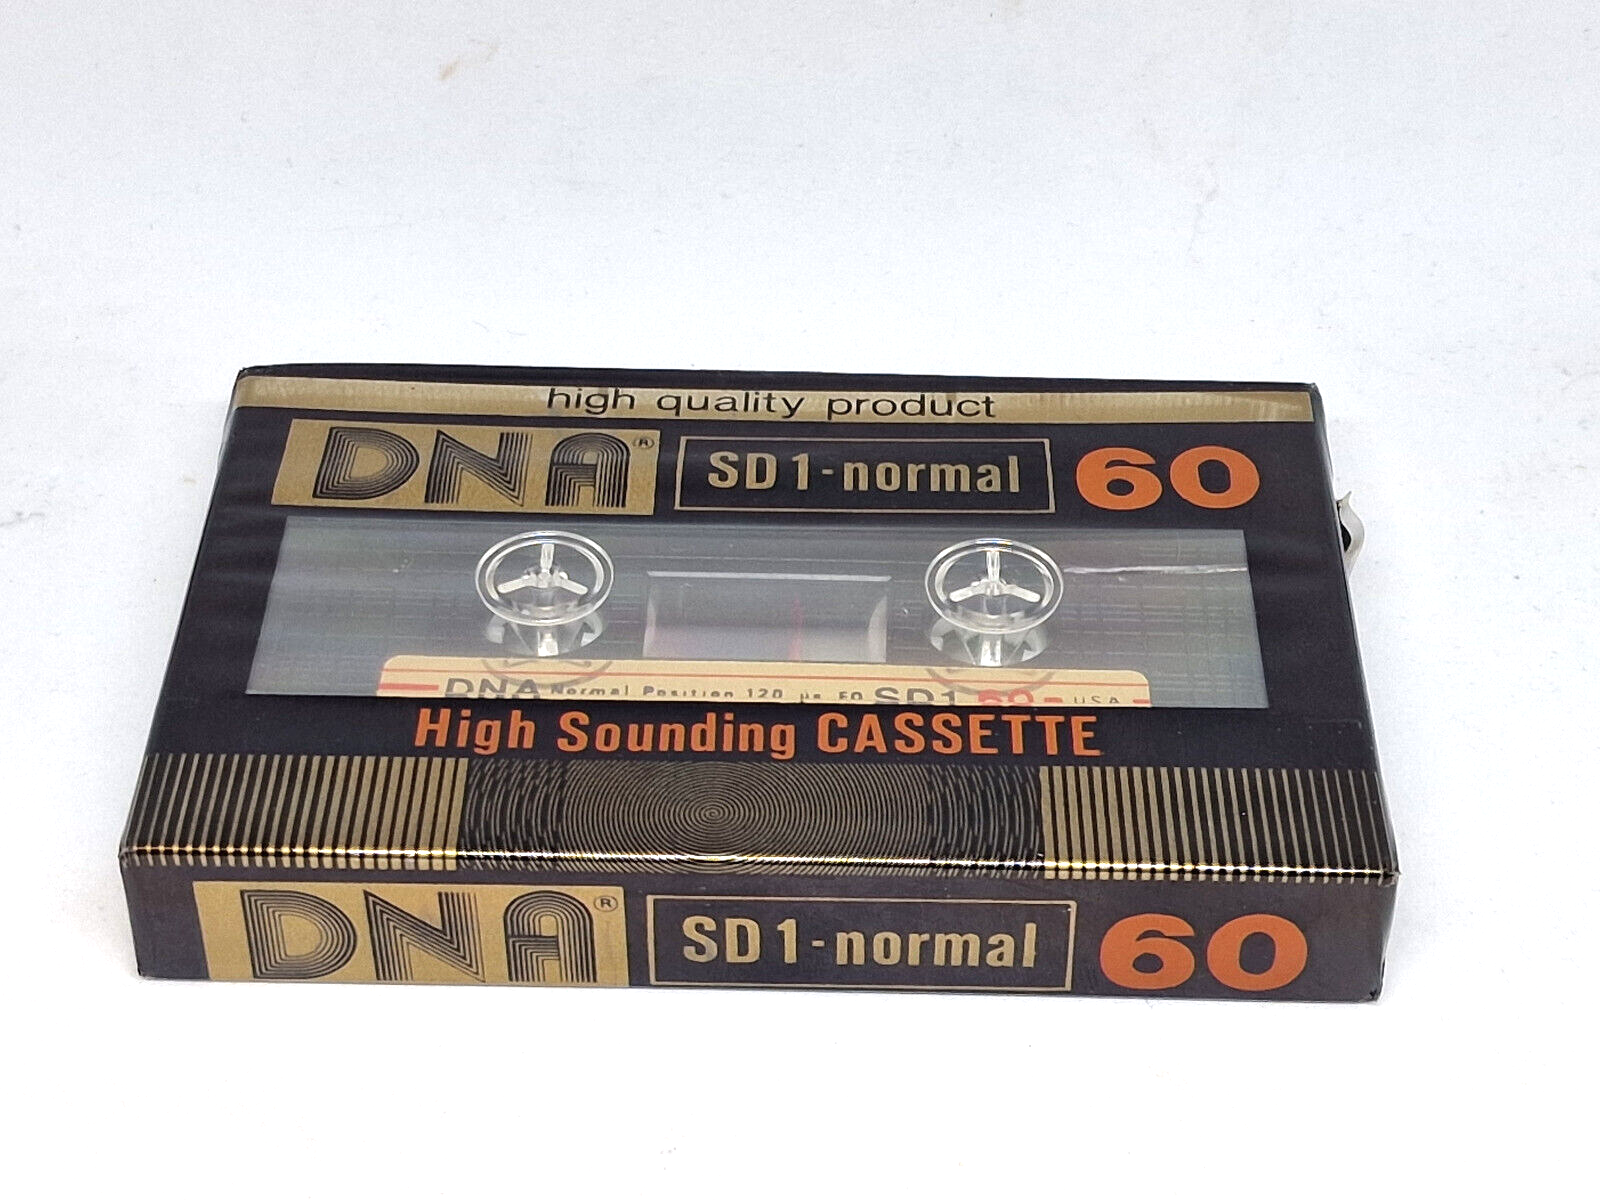 high quality product
DNA® SD1-normal 60
DNA Normal Position 120 µs EQ SD1 60 USA
High Sounding CASSETTE
DNA® SD1-normal 60